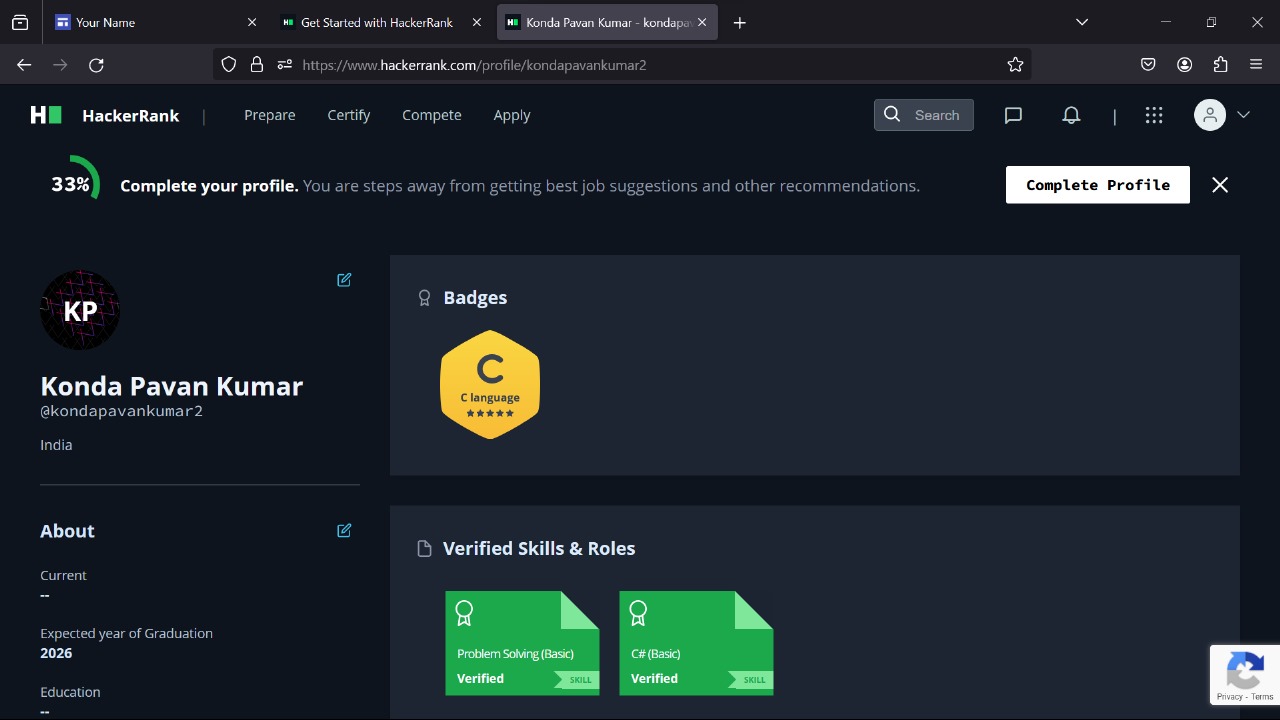 Your Name
Get Started with HackerRank
Konda Pavan Kumar - kondapav
https://www.hackerrank.com/profile/kondapavankumar2
H HackerRank | Prepare Certify Compete Apply Search |
33% Complete your profile. You are steps away from getting best job suggestions and other recommendations. Complete Profile
KP
Konda Pavan Kumar
@kondapavankumar2
India
About
Current
--
Expected year of Graduation
2026
Education
--
Badges
C
C language
Verified Skills & Roles
Problem Solving (Basic)
Verified SKILL
C# (Basic)
Verified SKILL
Privacy - Terms